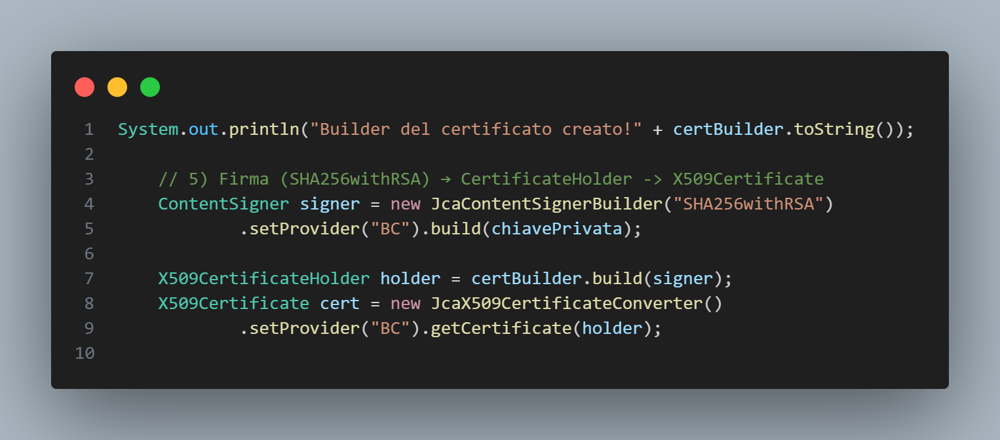 1 System.out.println("Builder del certificato creato!" + certBuilder.toString());
2
3 // 5) Firma (SHA256withRSA) → CertificateHolder -> X509Certificate
4 ContentSigner signer = new JcaContentSignerBuilder("SHA256withRSA")
5 .setProvider("BC").build(chiavePrivata);
6
7 X509CertificateHolder holder = certBuilder.build(signer);
8 X509Certificate cert = new JcaX509CertificateConverter()
9 .setProvider("BC").getCertificate(holder);
10